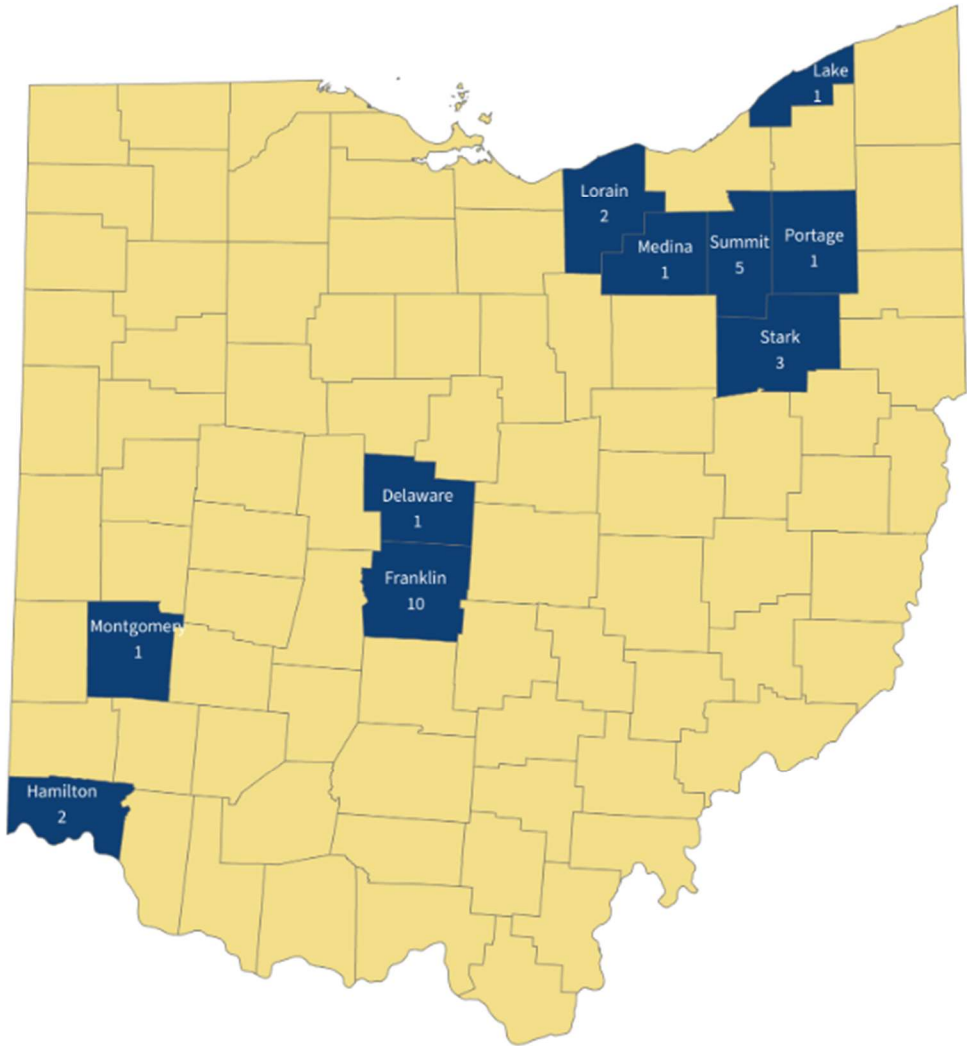 Lake
1
Lorain
2
Medina
1
Summit
5
Portage
1
Stark
3
Delaware
1
Franklin
10
Montgomery
1
Hamilton
2